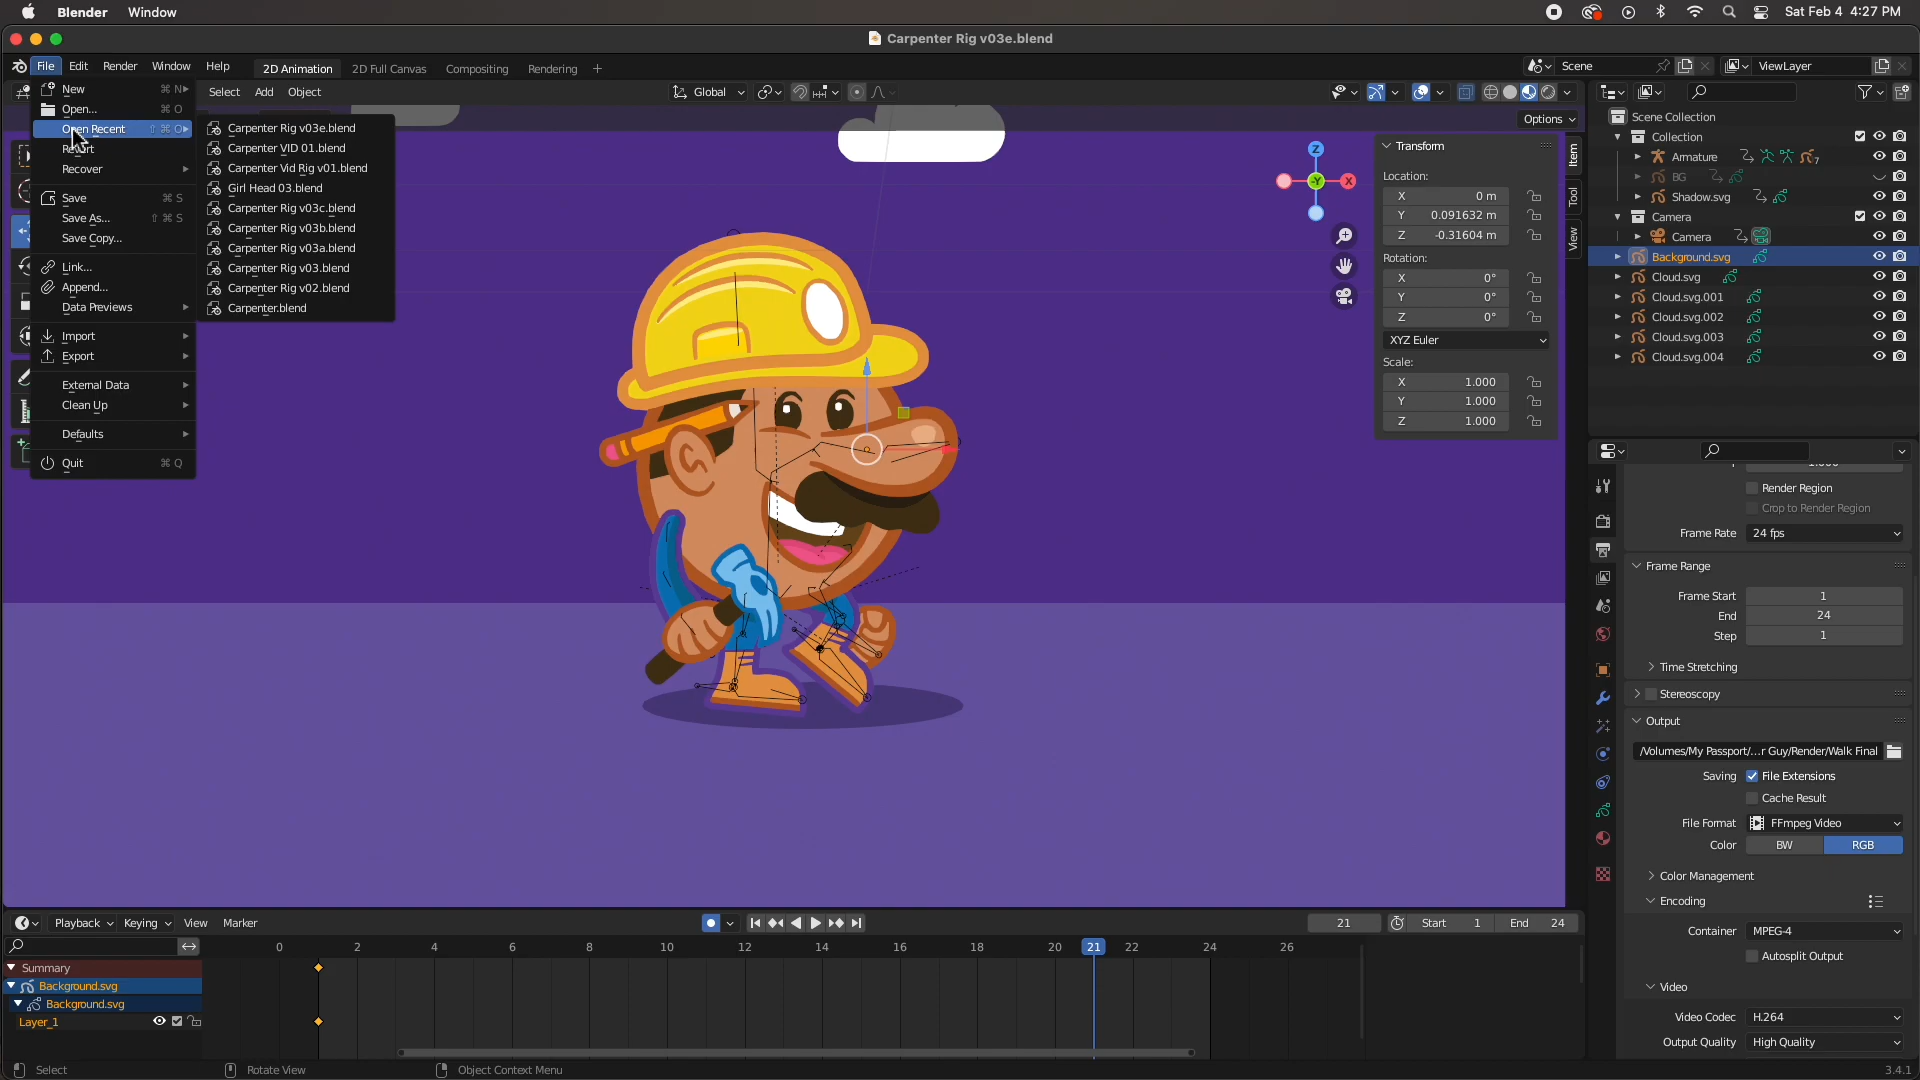 Blender Window
Sat Feb 4 4:27 PM
Carpenter Rig v03e.blend
File Edit Render Window Help
2D Animation 2D Full Canvas Compositing Rendering +
Scene
ViewLayer
Select Add Object
Global
Options
New ⌘ N
Open... ⌘ O
Open Recent ⇧ ⌘ O
Recover
Save ⌘ S
Save As... ⇧ ⌘ S
Save Copy...
Link...
Append...
Data Previews
Import
Export
External Data
Clean Up
Defaults
Quit ⌘ Q
Carpenter Rig v03e.blend
Carpenter VID 01.blend
Carpenter Vid Rig v01.blend
Girl Head 03.blend
Carpenter Rig v03c.blend
Carpenter Rig v03b.blend
Carpenter Rig v03a.blend
Carpenter Rig v03.blend
Carpenter Rig v02.blend
Carpenter.blend
Z
-Y
X
Transform
Location:
X 0 m
Y 0.091632 m
Z -0.31604 m
Rotation:
X 0°
Y 0°
Z 0°
XYZ Euler
Scale:
X 1.000
Y 1.000
Z 1.000
Item
Tool
View
Scene Collection
Collection
Armature 7
BG
Shadow.svg
Camera
Camera
Background.svg
Cloud.svg
Cloud.svg.001
Cloud.svg.002
Cloud.svg.003
Cloud.svg.004
Render Region
Crop to Render Region
Frame Rate 24 fps
Frame Range
Frame Start 1
End 24
Step 1
Time Stretching
Stereoscopy
Output
/Volumes/My Passport/...r Guy/Render/Walk Final
Saving File Extensions
Cache Result
File Format FFmpeg Video
Color BW RGB
Color Management
Encoding
Container MPEG-4
Autosplit Output
Video
Video Codec H.264
Output Quality High Quality
Playback Keying View Marker
21 Start 1 End 24
0 2 4 6 8 10 12 14 16 18 20 21 22 24 26
Summary
Background.svg
Background.svg
Layer_1
Select Rotate View Object Context Menu
3.4.1